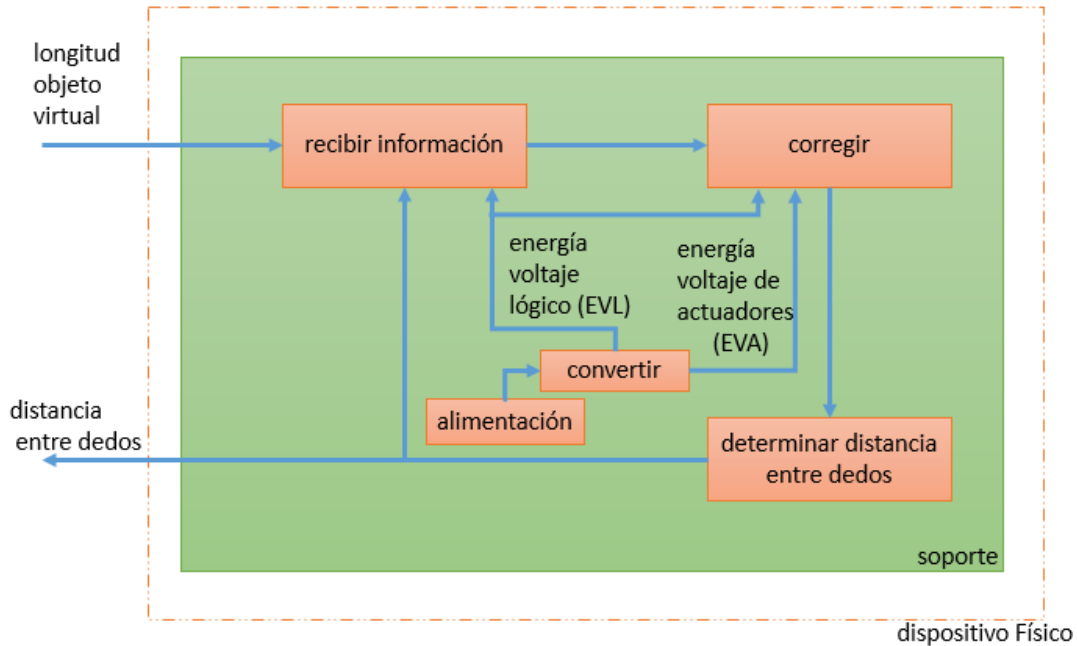 longitud
objeto
virtual
recibir información
corregir
energía
voltaje
lógico (EVL)
energía
voltaje de
actuadores
(EVA)
convertir
alimentación
distancia
entre dedos
determinar distancia
entre dedos
soporte
dispositivo Físico